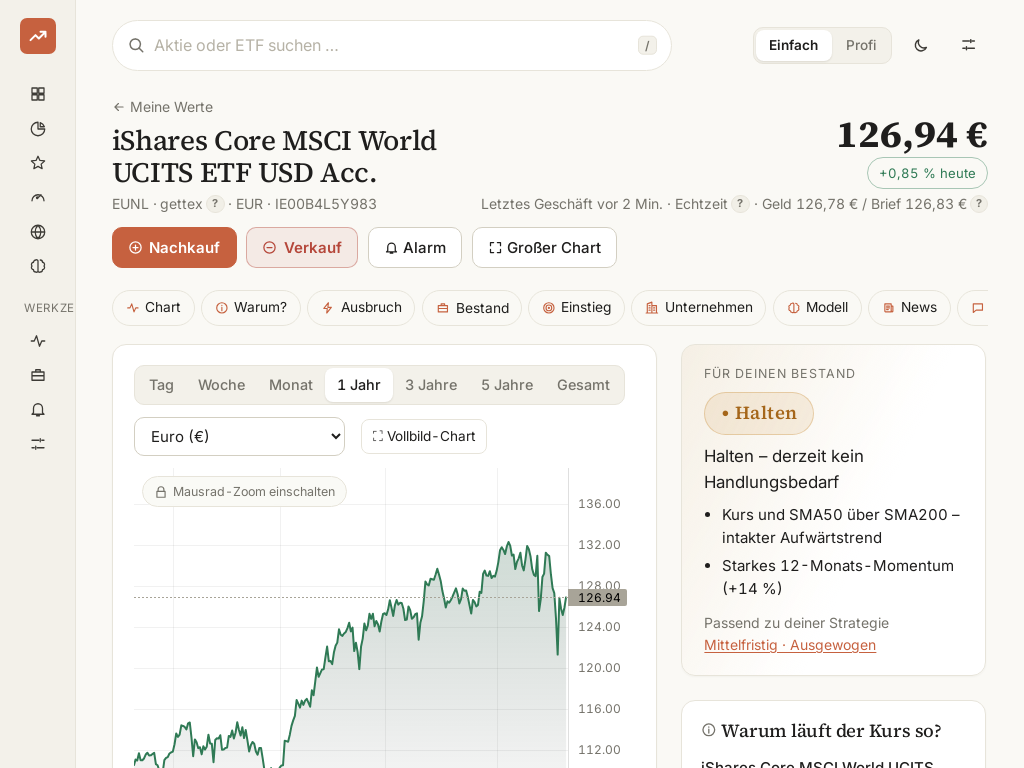 Aktie oder ETF suchen ...
/
Einfach
Profi
← Meine Werte
iShares Core MSCI World
UCITS ETF USD Acc.
126,94 €
+0,85 % heute
EUNL · gettex ? · EUR · IE00B4L5Y983
Letztes Geschäft vor 2 Min. · Echtzeit ? · Geld 126,78 € / Brief 126,83 € ?
Nachkauf
Verkauf
Alarm
Großer Chart
WERKZE
Chart
Warum?
Ausbruch
Bestand
Einstieg
Unternehmen
Modell
News
Tag
Woche
Monat
1 Jahr
3 Jahre
5 Jahre
Gesamt
Euro (€)
Vollbild-Chart
Mausrad-Zoom einschalten
136.00
132.00
128.00
126.94
124.00
120.00
116.00
112.00
FÜR DEINEN BESTAND
• Halten
Halten – derzeit kein
Handlungsbedarf
• Kurs und SMA50 über SMA200 –
intakter Aufwärtstrend
• Starkes 12-Monats-Momentum
(+14 %)
Passend zu deiner Strategie
Mittelfristig · Ausgewogen
Warum läuft der Kurs so?
iShares Core MSCI World UCITS